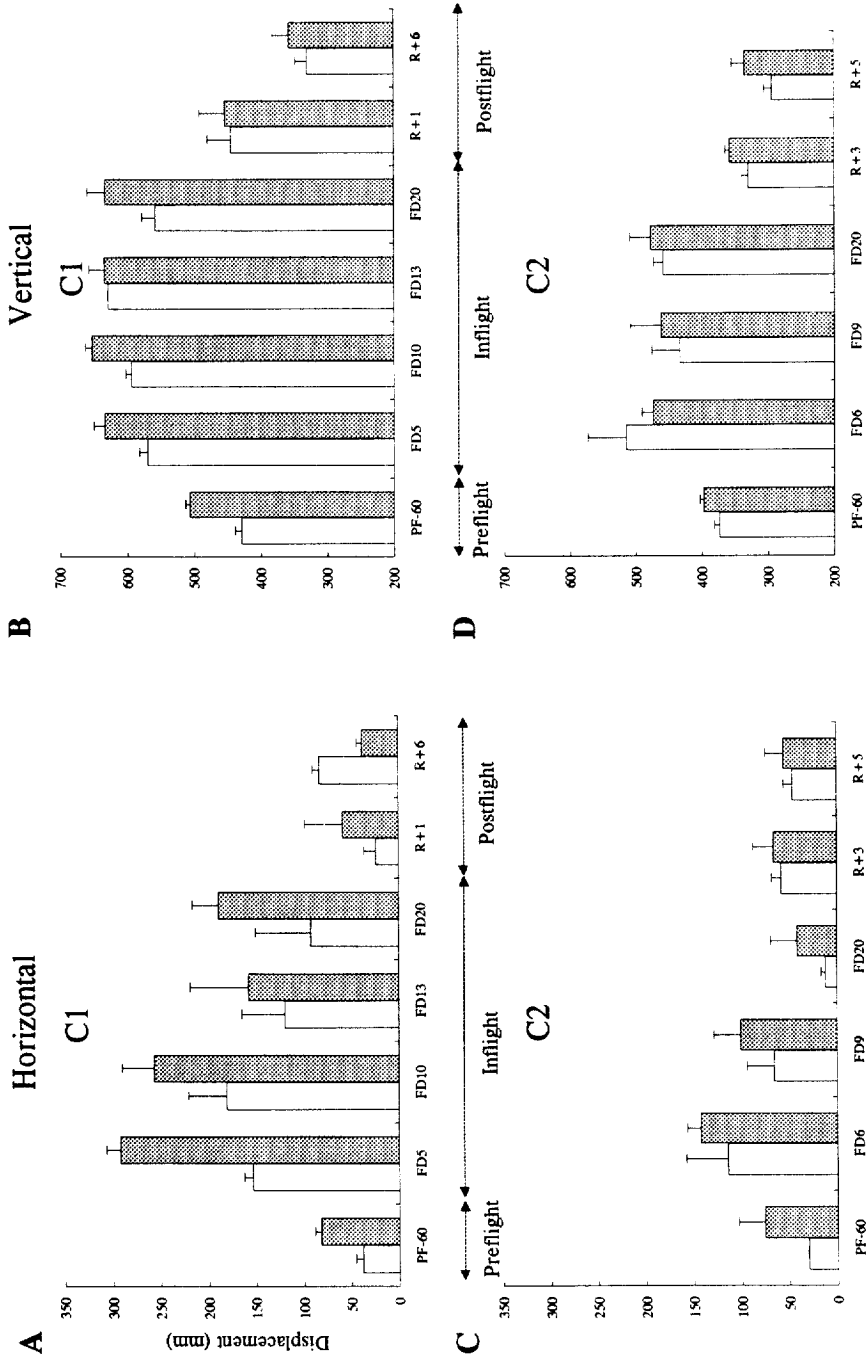 Horizontal
A
C1
350
300
250
200
150
100
50
0
Displacement (mm)
PF-60
FD5
FD10
FD13
FD20
R+1
R+6
Preflight
Inflight
Postflight
Vertical
B
C1
700
600
500
400
300
200
PF-60
FD5
FD10
FD13
FD20
R+1
R+6
Preflight
Inflight
Postflight
C
C2
350
300
250
200
150
100
50
0
PF-60
FD6
FD9
FD20
R+3
R+5
D
C2
700
600
500
400
300
200
PF-60
FD6
FD9
FD20
R+3
R+5